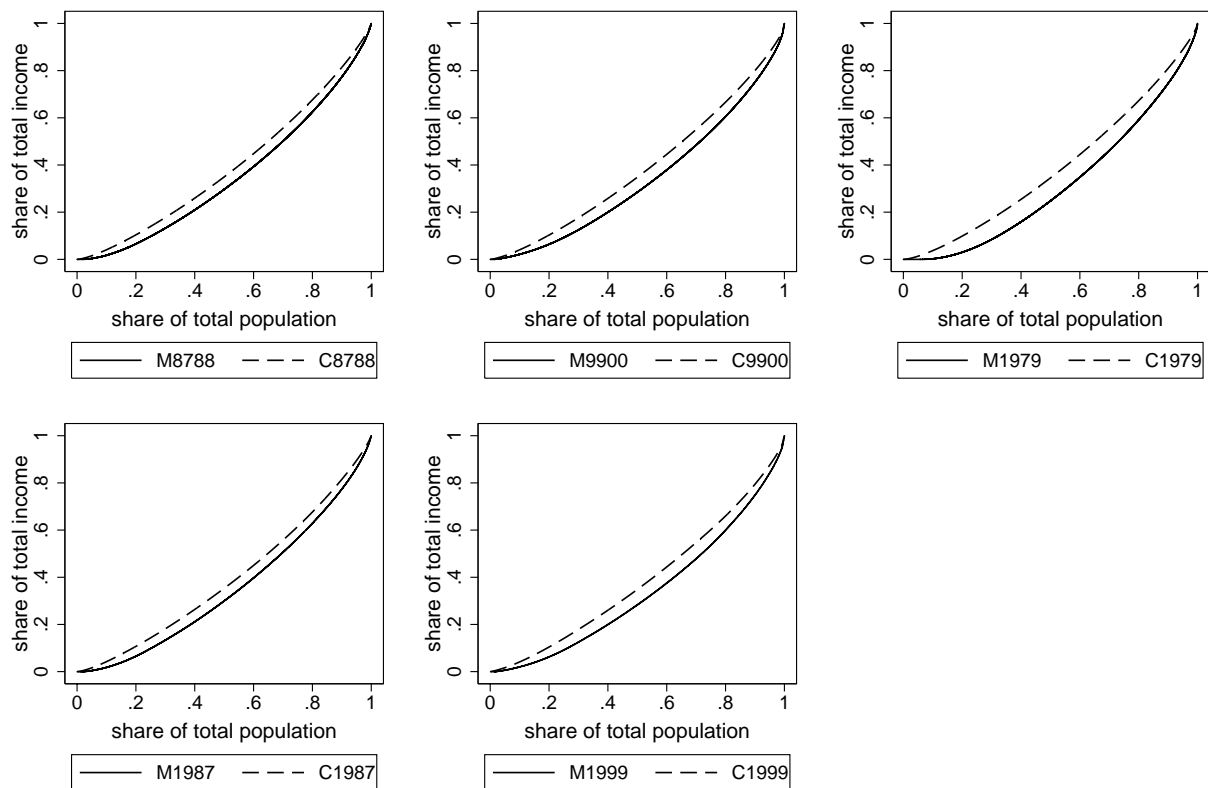 share of total income
0 .2 .4 .6 .8 1
0 .2 .4 .6 .8 1
share of total population
M8788 C8788
share of total income
0 .2 .4 .6 .8 1
0 .2 .4 .6 .8 1
share of total population
M9900 C9900
share of total income
0 .2 .4 .6 .8 1
0 .2 .4 .6 .8 1
share of total population
M1979 C1979
share of total income
0 .2 .4 .6 .8 1
0 .2 .4 .6 .8 1
share of total population
M1987 C1987
share of total income
0 .2 .4 .6 .8 1
0 .2 .4 .6 .8 1
share of total population
M1999 C1999